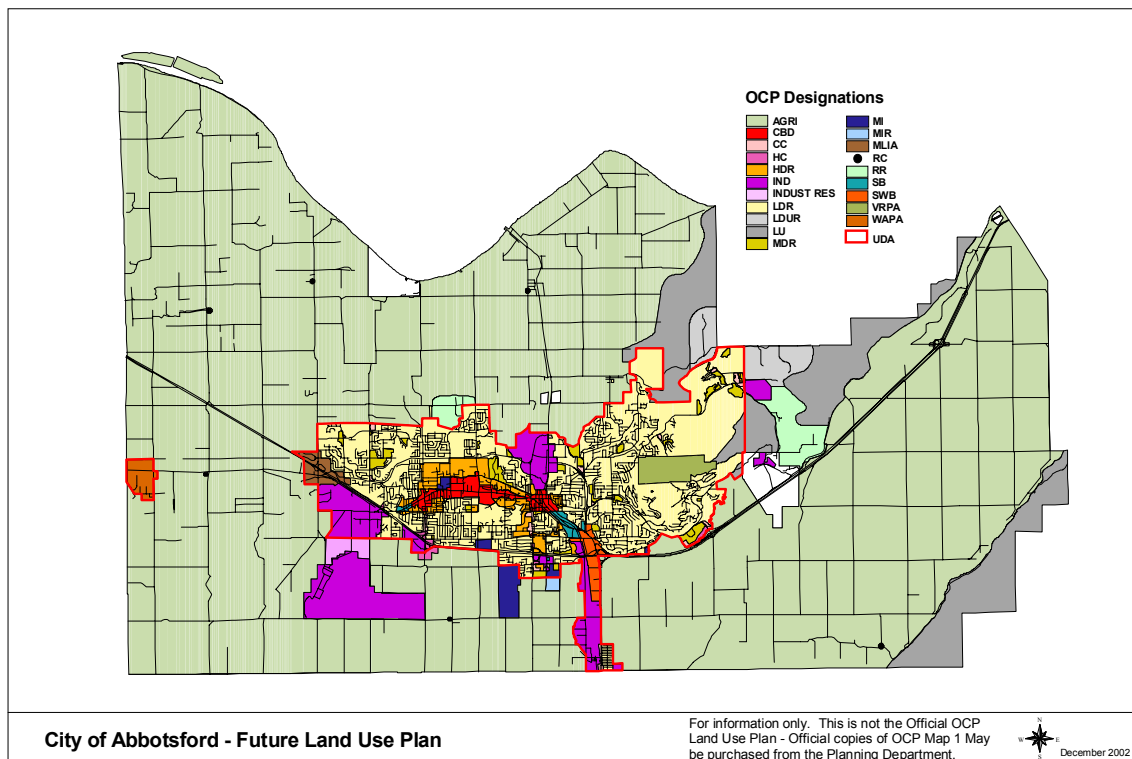 OCP Designations
AGRI
CBD
CC
HC
HDR
IND
INDUST RES
LDR
LDUR
LU
MDR
MI
MIR
MLIA
RC
RR
SB
SWB
VRPA
WAPA
UDA
City of Abbotsford - Future Land Use Plan
For information only. This is not the Official OCP
Land Use Plan - Official copies of OCP Map 1 May
be purchased from the Planning Department.
N
W E
S
December 2002